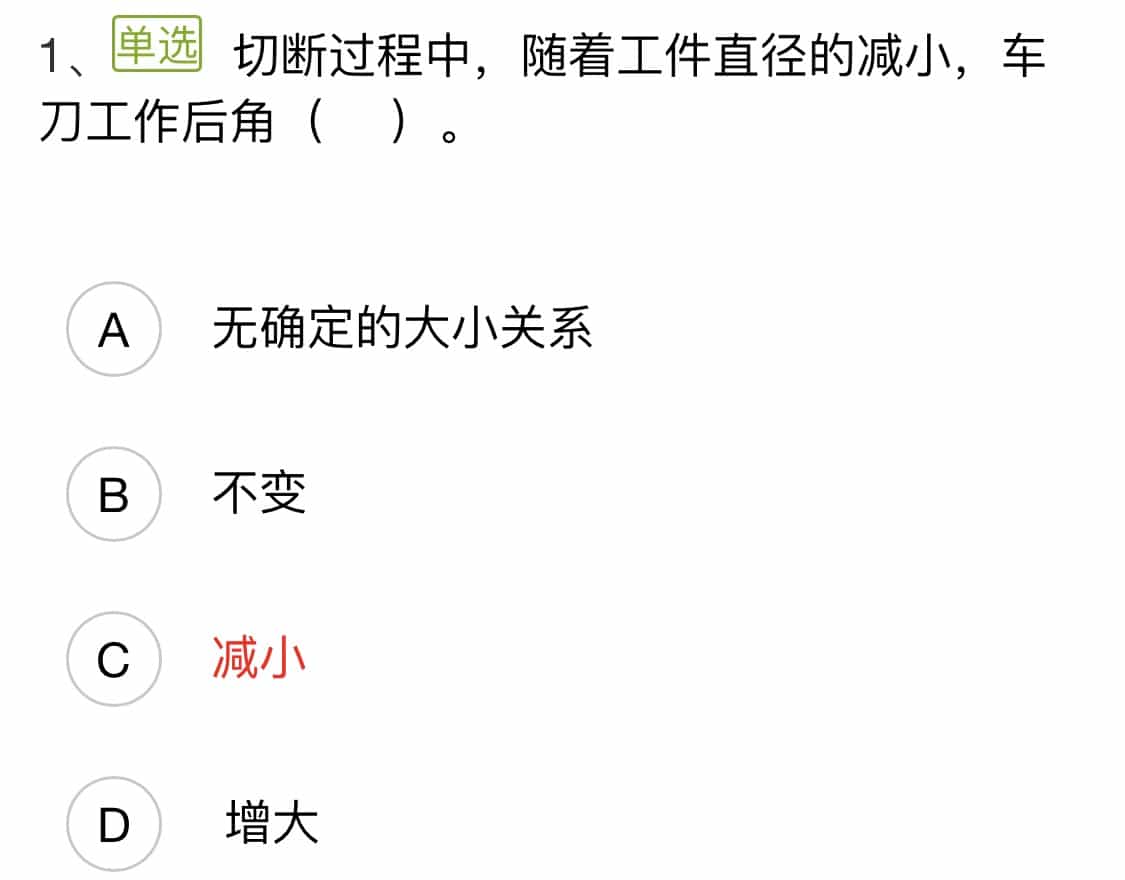 1、单选 切断过程中，随着工件直径的减小，车
刀工作后角（ ）。
A 无确定的大小关系
B 不变
C 减小
D 增大